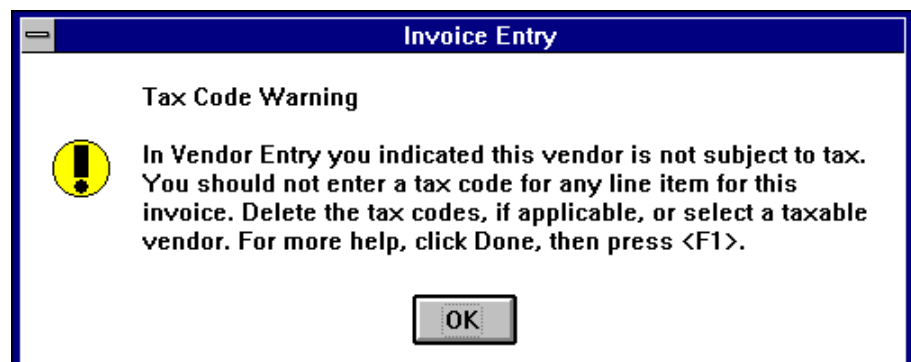 Invoice Entry
Tax Code Warning
In Vendor Entry you indicated this vendor is not subject to tax.
You should not enter a tax code for any line item for this
invoice. Delete the tax codes, if applicable, or select a taxable
vendor. For more help, click Done, then press <F1>.
OK